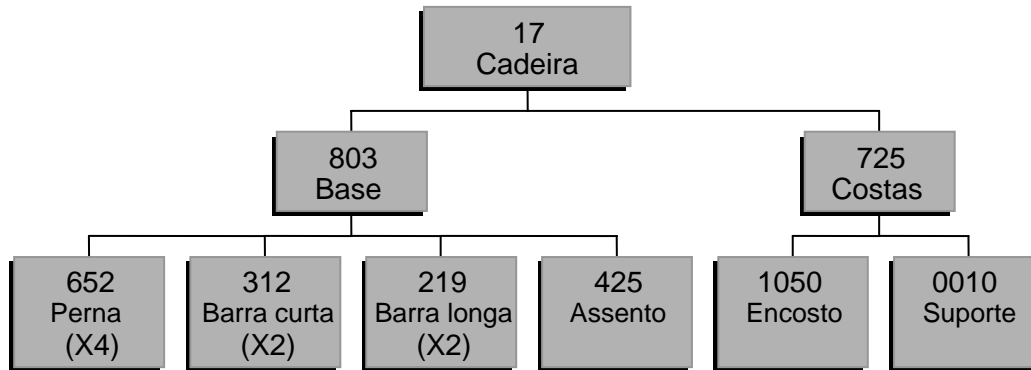 17
Cadeira
803
Base
725
Costas
652
Perna
(X4)
312
Barra curta
(X2)
219
Barra longa
(X2)
425
Assento
1050
Encosto
0010
Suporte